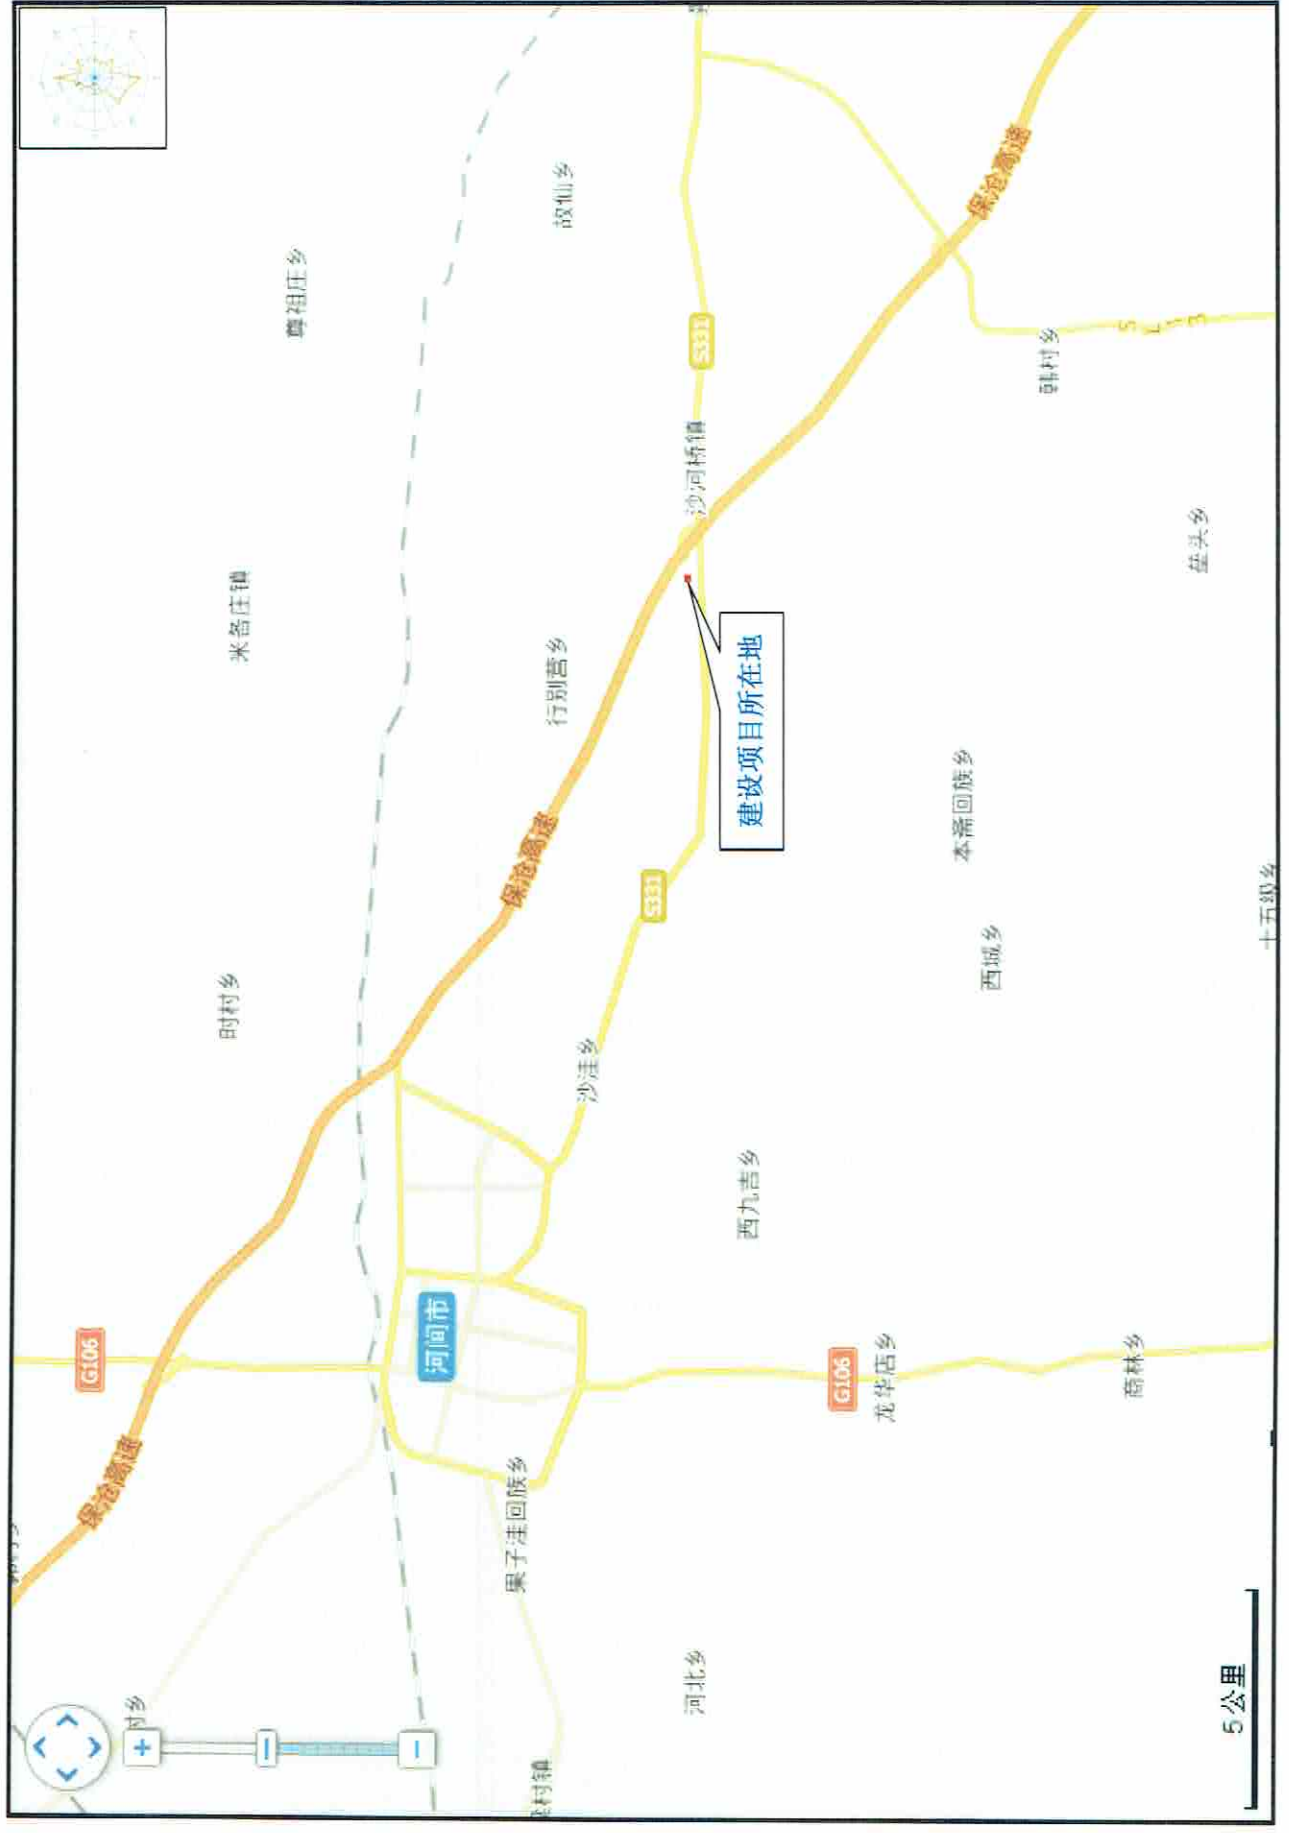 保沧高速
G106
时村乡
米各庄镇
尊祖庄乡
河间市
果子洼回族乡
保沧高速
行别营乡
故仙乡
沙洼乡
S331
河北乡
沙河桥镇
S331
西九吉乡
建设项目所在地
G106
龙华店乡
西城乡
本斋回族乡
保沧高速
韩村乡
商林乡
垒头乡
5公里
十五级乡